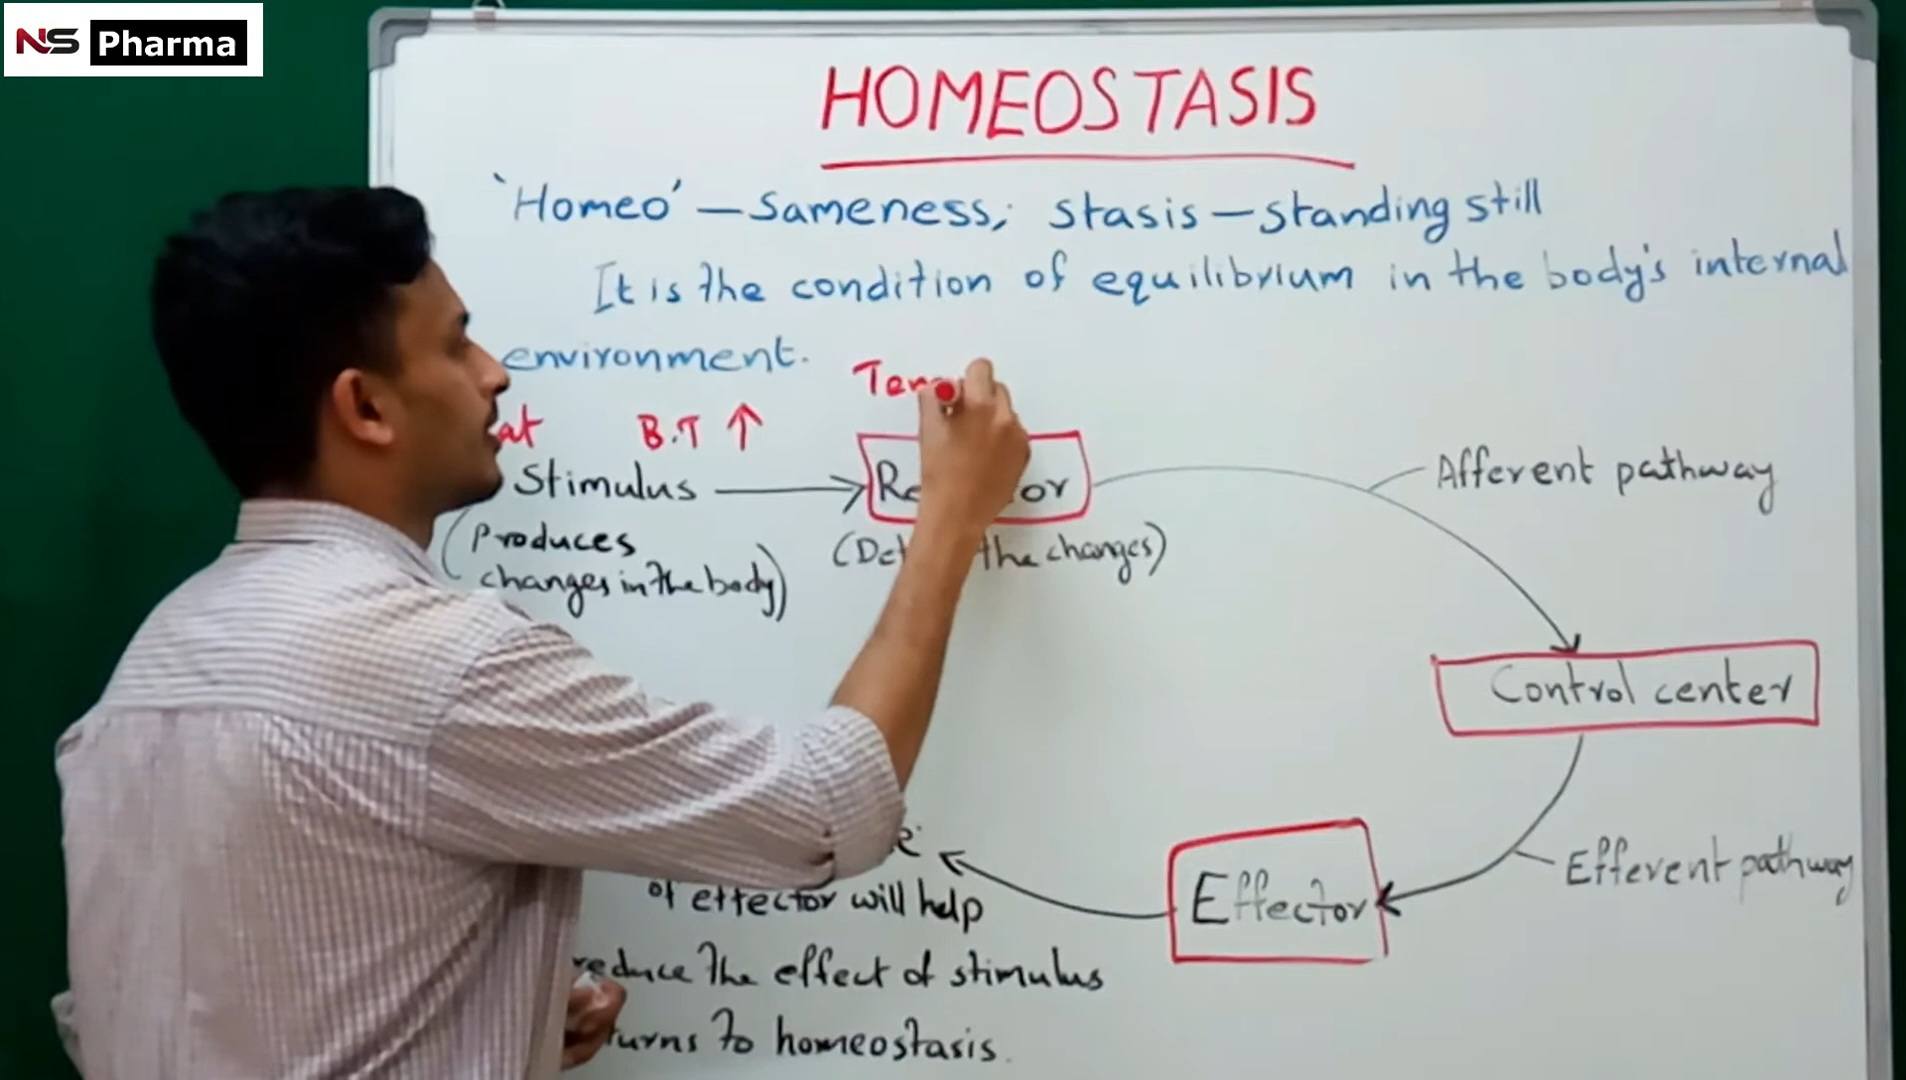 NS Pharma
HOMEOSTASIS
'Homeo' – Sameness; Stasis – Standing still
It is the condition of equilibrium in the body's internal
environment.
B.T ↑
Stimulus
(Produces
changes in the body)
(the changes)
Afferent pathway
Control center
Efferent pathway
Effector
of effector will help
reduce the effect of stimulus
to homeostasis.